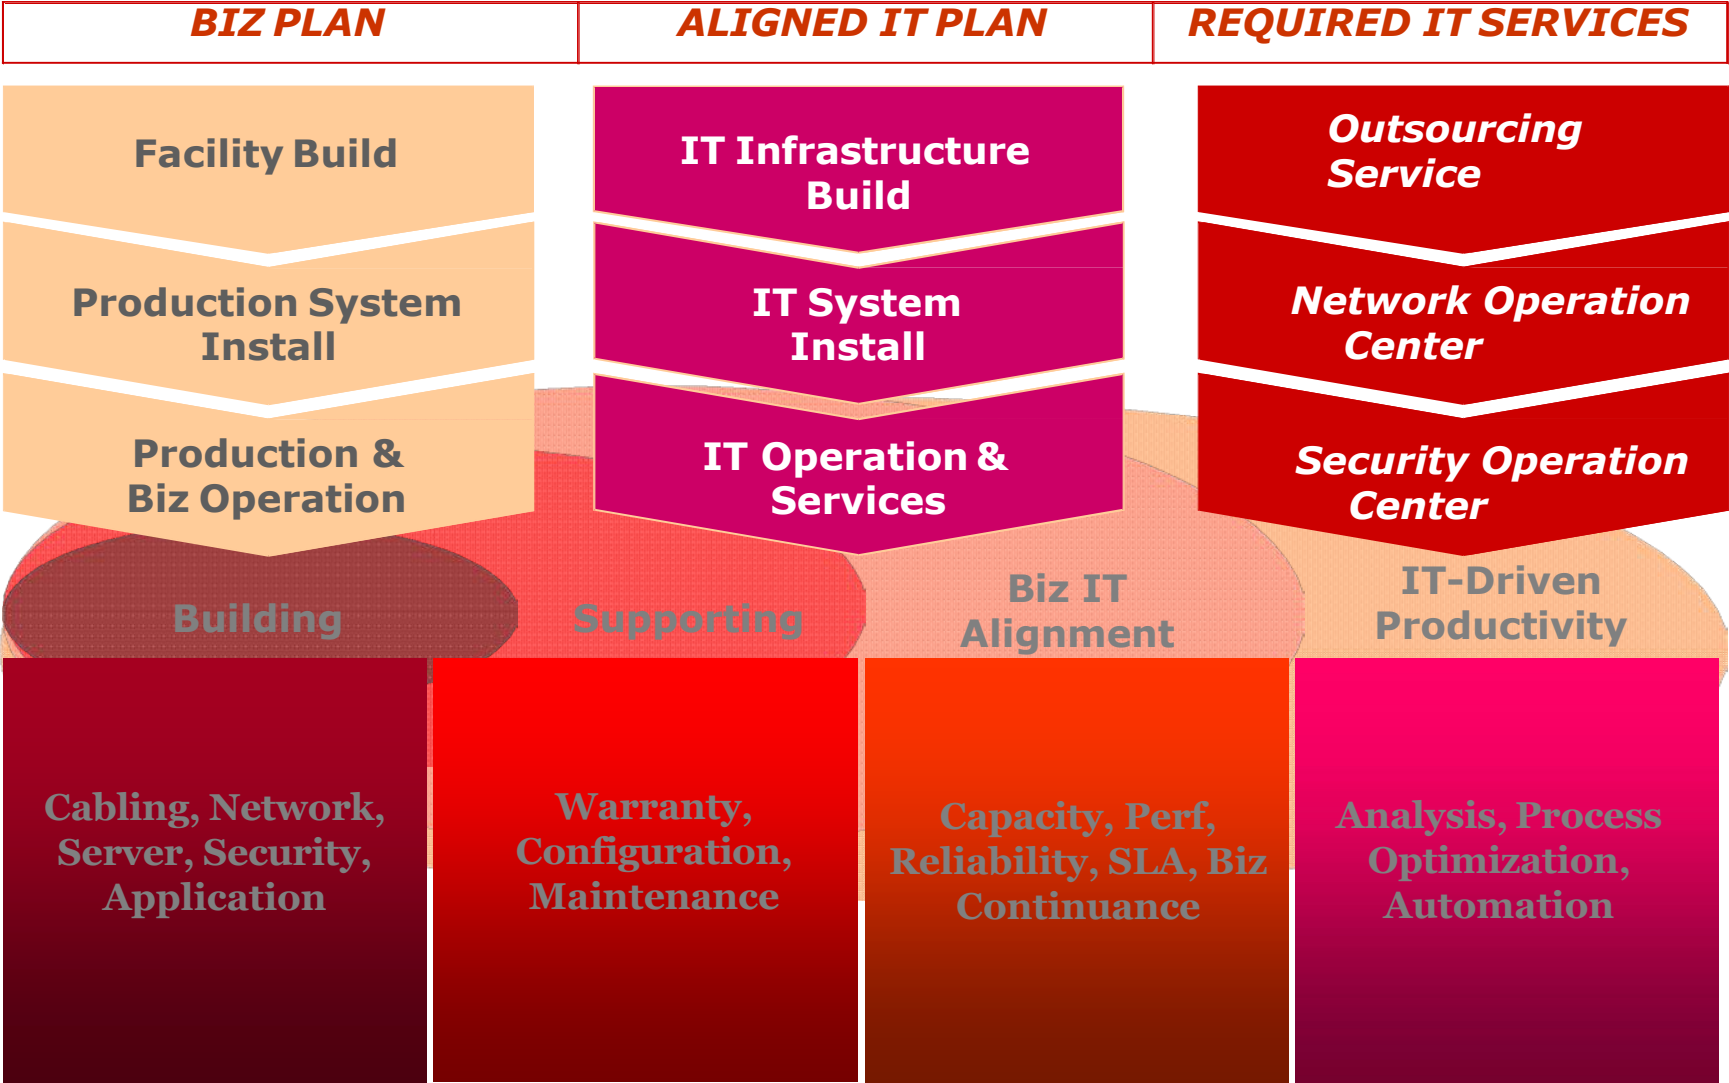 BIZ PLAN
ALIGNED IT PLAN
REQUIRED IT SERVICES
Facility Build
Production System
Install
Production &
Biz Operation
IT Infrastructure
Build
IT System
Install
IT Operation &
Services
Outsourcing
Service
Network Operation
Center
Security Operation
Center
Building
Supporting
Biz IT
Alignment
IT-Driven
Productivity
Cabling, Network,
Server, Security,
Application
Warranty,
Configuration,
Maintenance
Capacity, Perf,
Reliability, SLA, Biz
Continuance
Analysis, Process
Optimization,
Automation